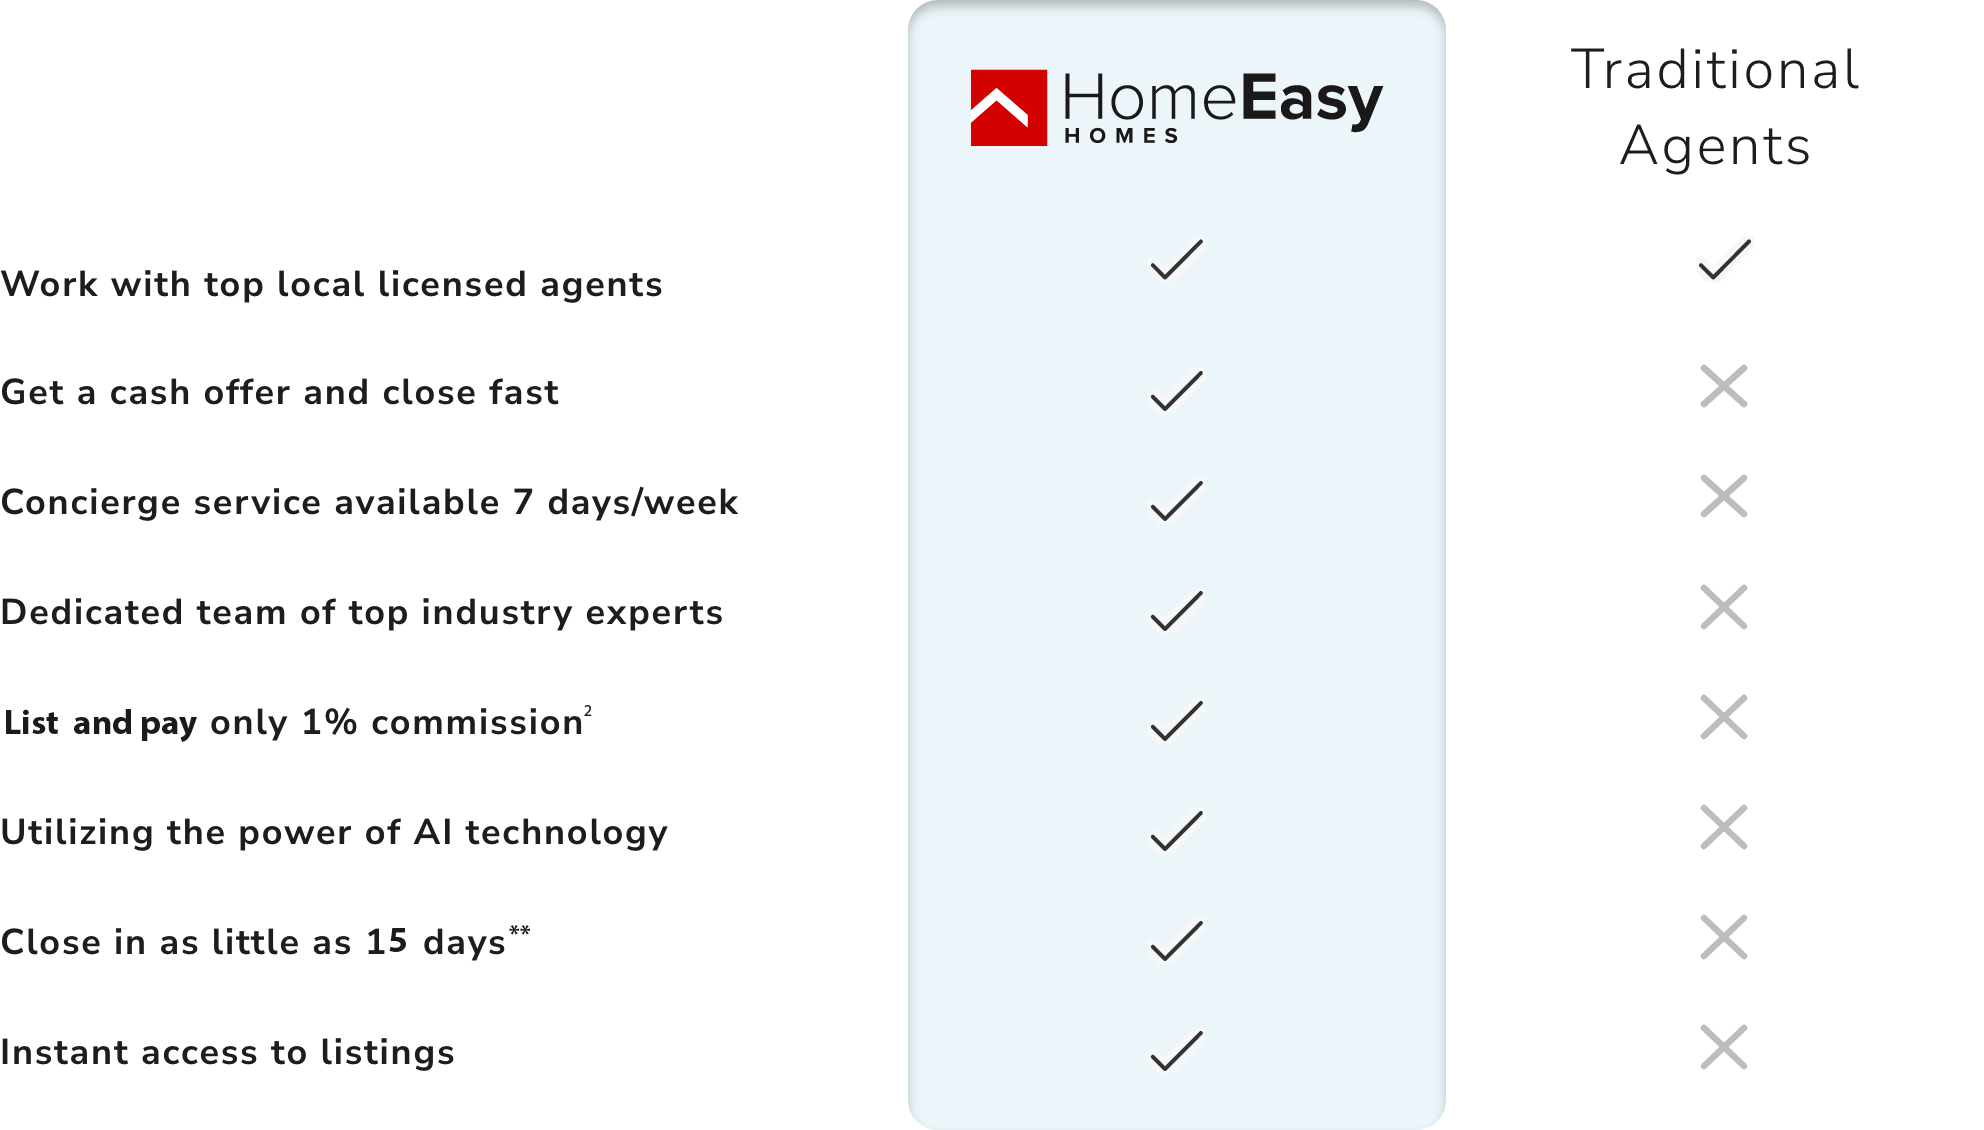 HomeEasy
HOMES
Traditional
Agents
Work with top local licensed agents
Get a cash offer and close fast
Concierge service available 7 days/week
Dedicated team of top industry experts
List and pay only 1% commission²
Utilizing the power of AI technology
Close in as little as 15 days**
Instant access to listings